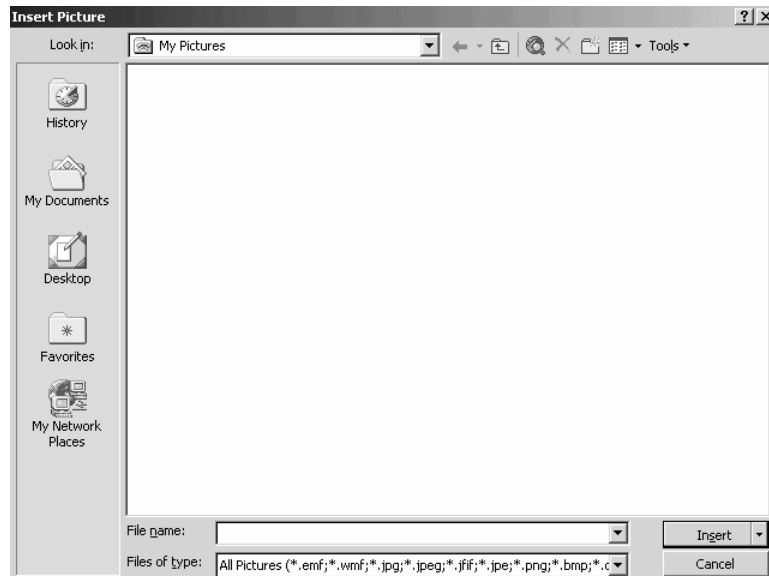 Insert Picture
Look in:
My Pictures
Tools
History
My Documents
Desktop
Favorites
My Network
Places
File name:
Insert
Files of type:
All Pictures (*.emf;*.wmf;*.jpg;*.jpeg;*.jfif;*.jpe;*.png;*.bmp;*.
Cancel